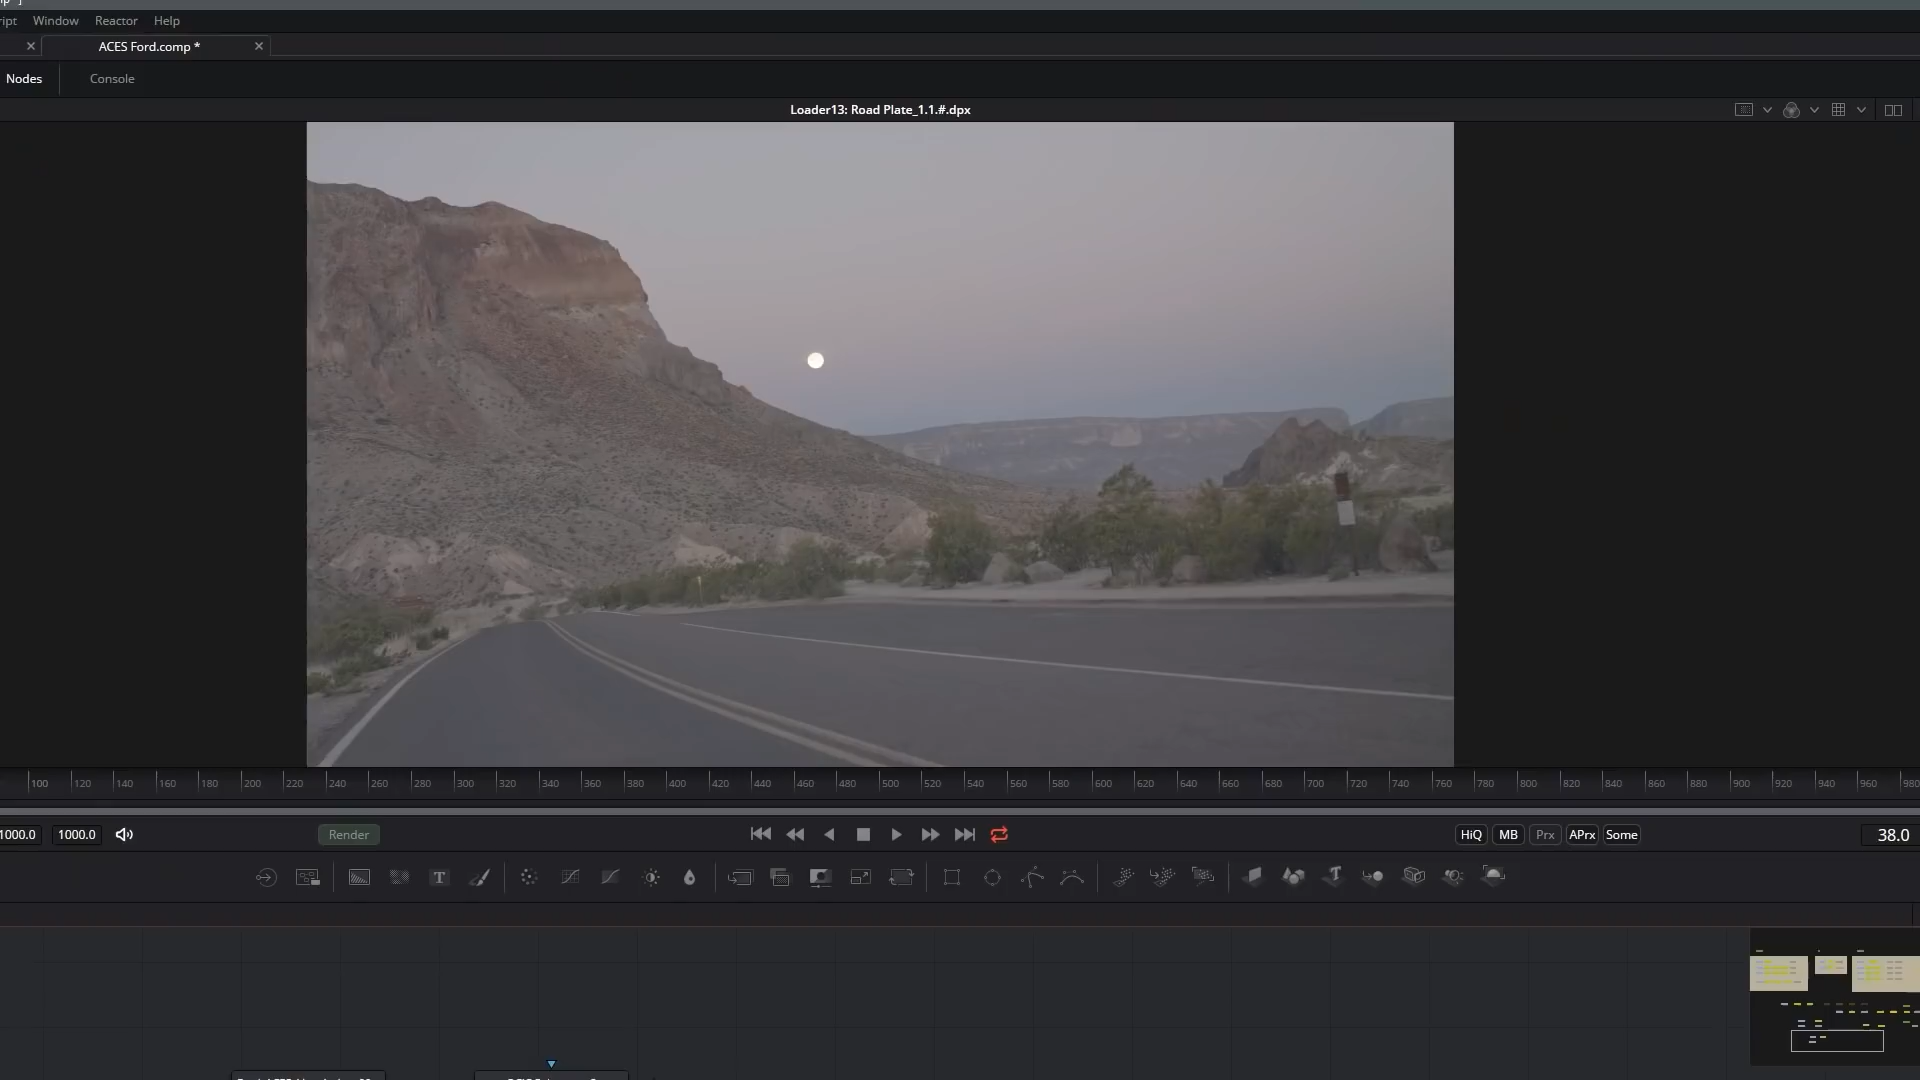 Window Reactor Help
ACES Ford.comp *
Nodes Console
Loader13: Road Plate_1.1.#.dpx
100 120 140 160 180 200 220 240 260 280 300 320 340 360 380 400 420 440 460 480 500 520 540 560 580 600 620 640 660 680 700 720 740 760 780 800 820 840 860 880 900 920 940 960 980
1000.0 1000.0 Render HiQ MB Prx APrx Some 38.0
T